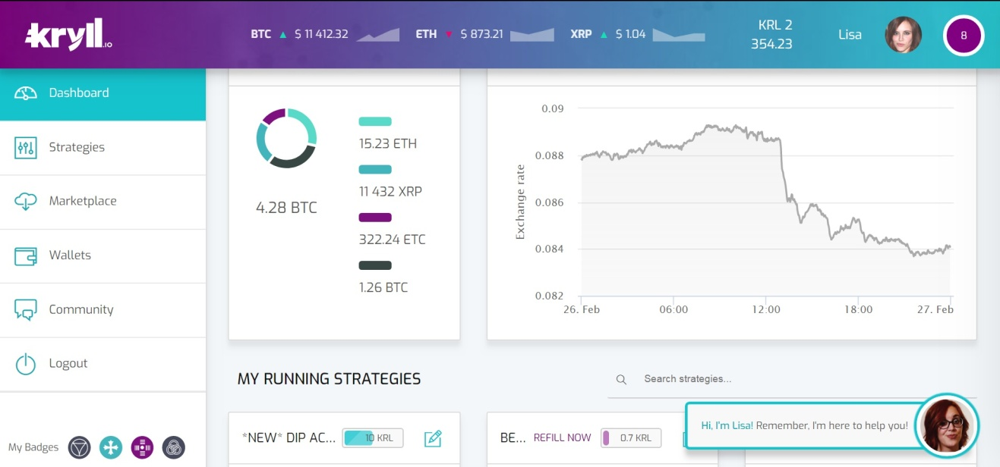 kryll.io
BTC ▲ $ 11 412.32
ETH ▼ $ 873.21
XRP ▲ $ 1.04
KRL 2
354.23
Lisa
8
Dashboard
Strategies
Marketplace
Wallets
Community
Logout
My Badges
4.28 BTC
15.23 ETH
11 432 XRP
322.24 ETC
1.26 BTC
Exchange rate
0.09
0.088
0.086
0.084
0.082
26. Feb
06:00
12:00
18:00
27. Feb
MY RUNNING STRATEGIES
Search strategies...
*NEW* DIP AC...
10 KRL
BE...
REFILL NOW
0.7 KRL
Hi, I'm Lisa! Remember, I'm here to help you!